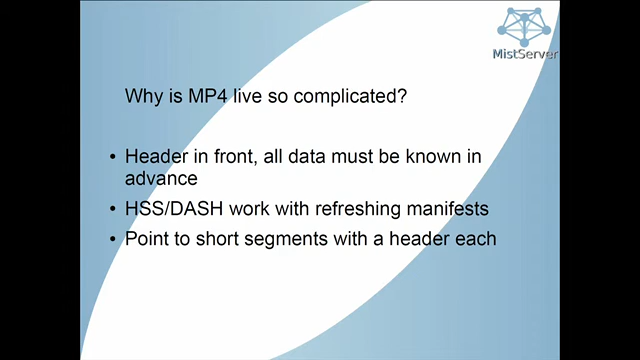 MistServer
Why is MP4 live so complicated?
• Header in front, all data must be known in
advance
• HSS/DASH work with refreshing manifests
• Point to short segments with a header each